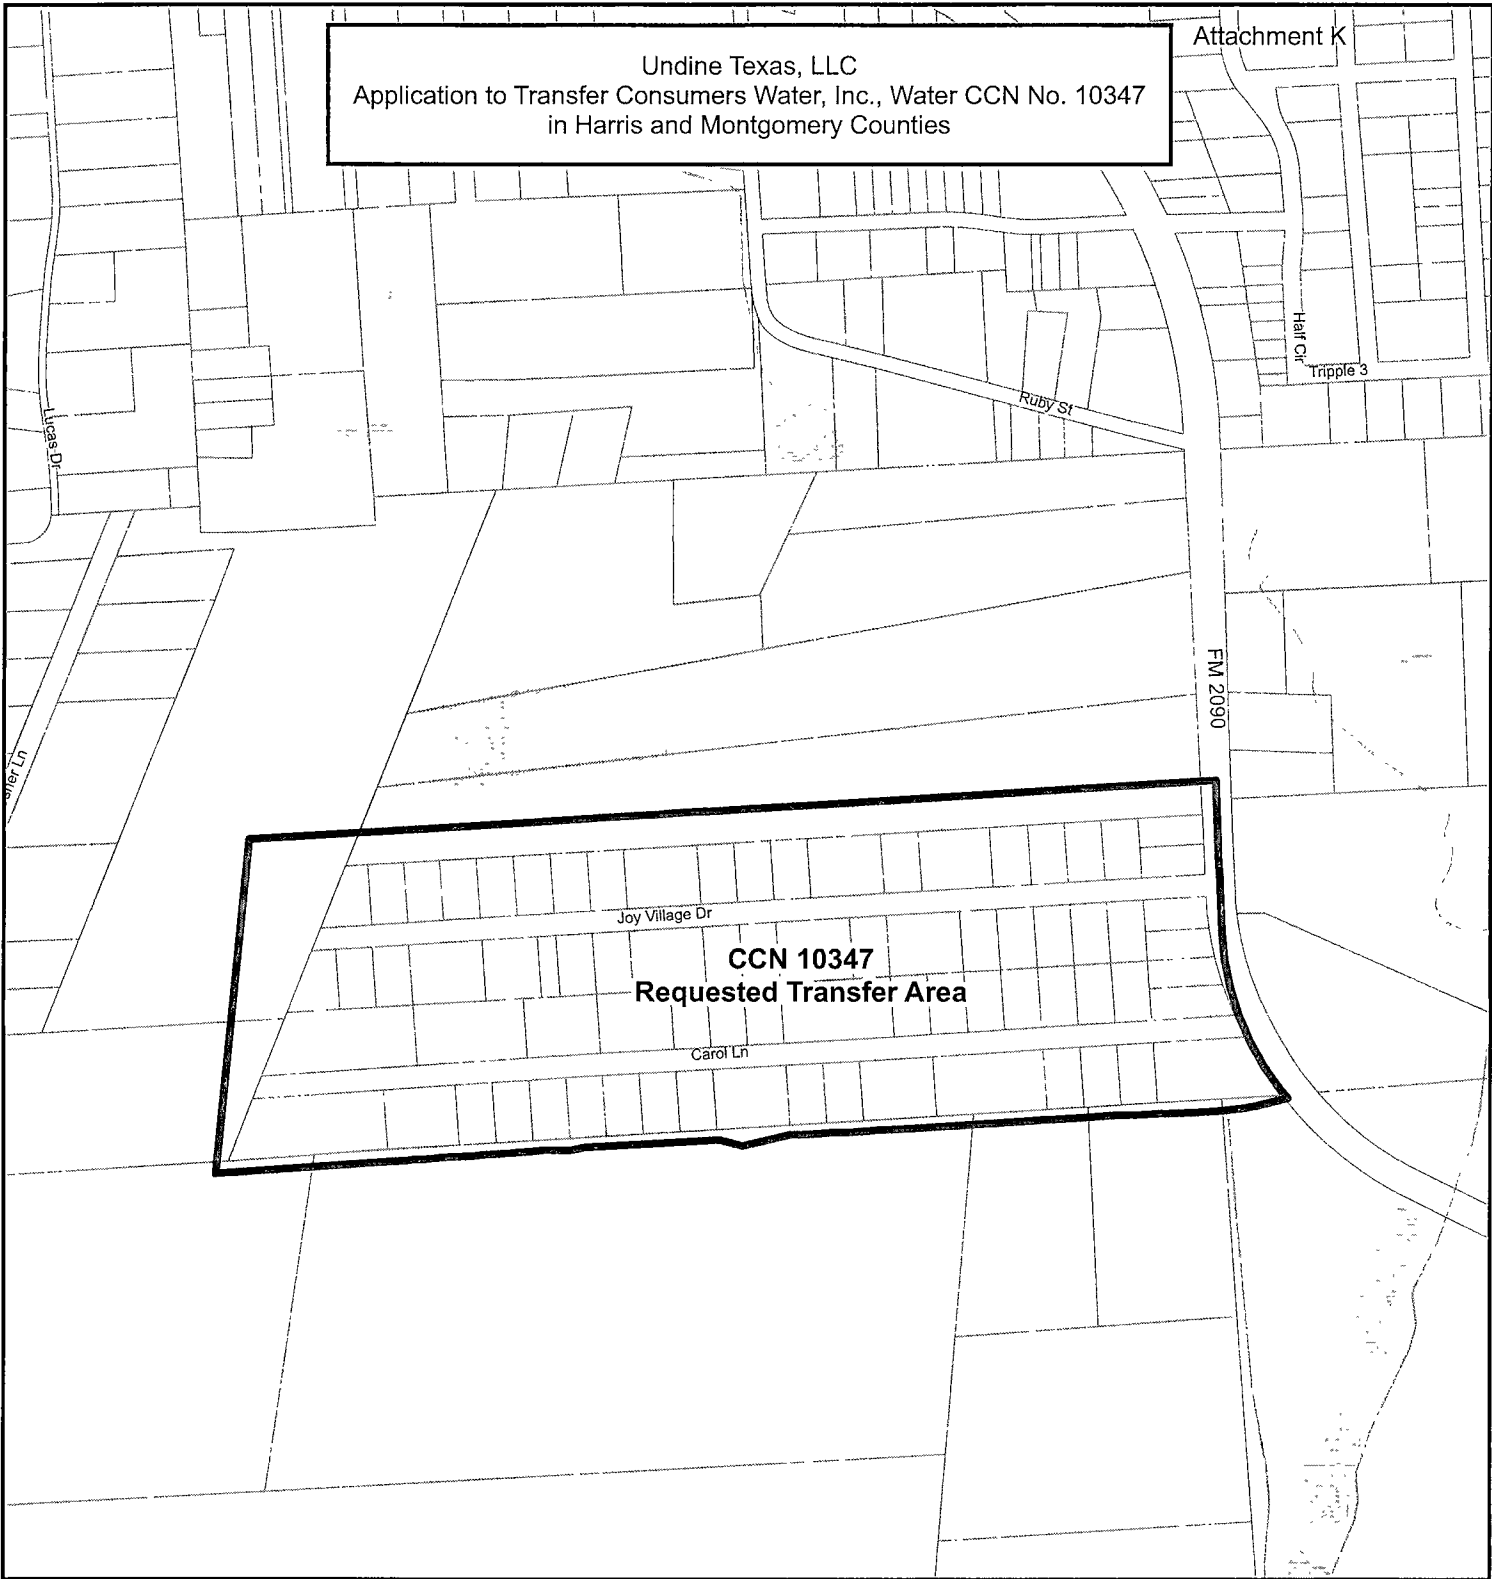 Attachment K
Undine Texas, LLC
Application to Transfer Consumers Water, Inc., Water CCN No. 10347
in Harris and Montgomery Counties
Half Cir
Tripple 3
Ruby St
Lucas Dr
FM 2090
Ln
Joy Village Dr
CCN 10347
Requested Transfer Area
Carol Ln